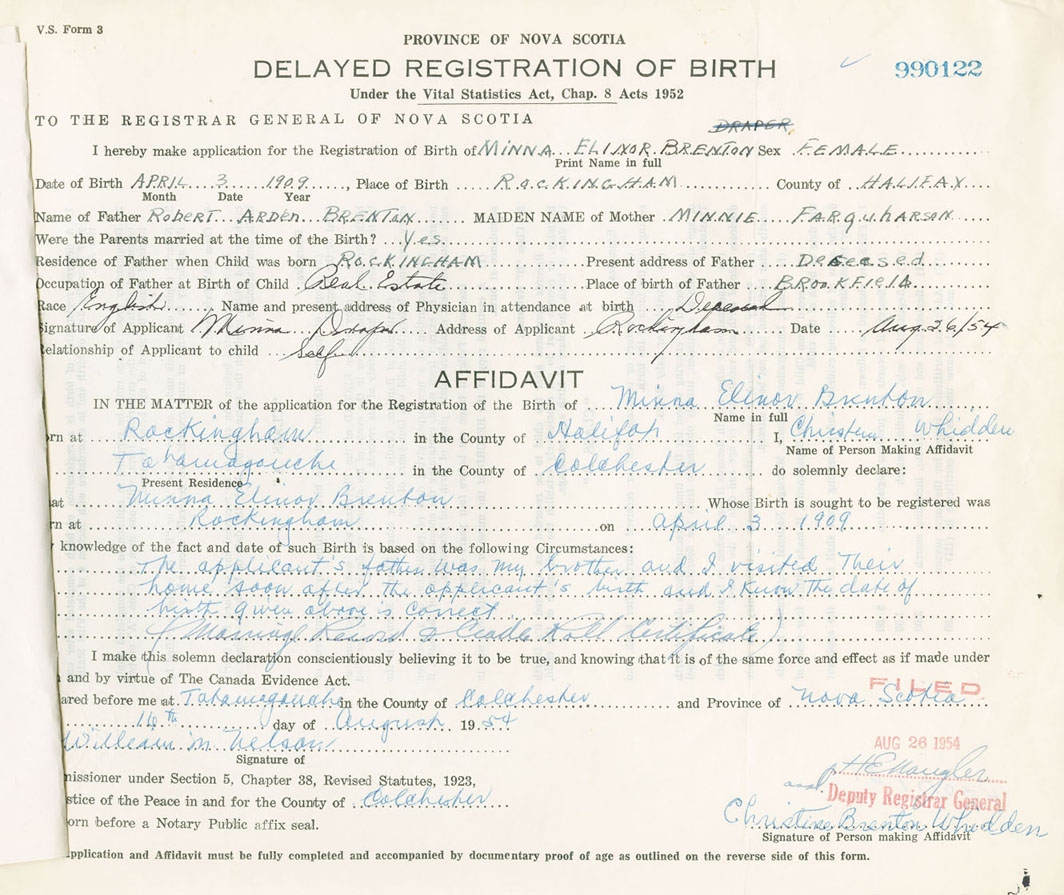 V.S. Form 3
PROVINCE OF NOVA SCOTIA
DELAYED REGISTRATION OF BIRTH
990122
Under the Vital Statistics Act, Chap. 8 Acts 1952
TO THE REGISTRAR GENERAL OF NOVA SCOTIA
DRAPER
I hereby make application for the Registration of Birth of MINNA ELINOR BRENTON Sex FEMALE
Print Name in full
Date of Birth APRIL 3 1909, Place of Birth ROCKINGHAM County of HALIFAX
Month Date Year
Name of Father ROBERT ARDEN BRENTON MAIDEN NAME of Mother MINNIE FARQUHARSON
Were the Parents married at the time of the Birth? Yes
Residence of Father when Child was born ROCKINGHAM Present address of Father Deceased
Occupation of Father at Birth of Child Real Estate Place of birth of Father BROOKFIELD
Race English Name and present address of Physician in attendance at birth Deceased
Signature of Applicant Minna Draper Address of Applicant Rockingham Date Aug. 26/54
Relationship of Applicant to child Self
AFFIDAVIT
IN THE MATTER of the application for the Registration of the Birth of Minna Elinor Brenton
Name in full
rn at Rockingham in the County of Halifax I, Whidden
Name of Person Making Affidavit
Tatamagouche in the County of Colchester do solemnly declare:
Present Residence
at Minna Elinor Brenton Whose Birth is sought to be registered was
rn at Rockingham on April 3 1909
knowledge of the fact and date of such Birth is based on the following Circumstances:
The applicant's father was my brother and I visited Their
home soon after the applicant's birth and I know the date of
birth given above is correct
(Marriage Record & Cradle Roll Certificate)
I make this solemn declaration conscientiously believing it to be true, and knowing that it is of the same force and effect as if made under
and by virtue of The Canada Evidence Act.
ared before me at Tatamagouche in the County of Colchester and Province of Nova Scotia
FILED
day of August 1954
AUG 26 1954
William M Nelson
Signature of
missioner under Section 5, Chapter 38, Revised Statutes, 1923,
stice of the Peace in and for the County of Colchester
Deputy Registrar General
orn before a Notary Public affix seal.
Christine Brenton Whidden
Signature of Person making Affidavit
pplication and Affidavit must be fully completed and accompanied by documentary proof of age as outlined on the reverse side of this form.